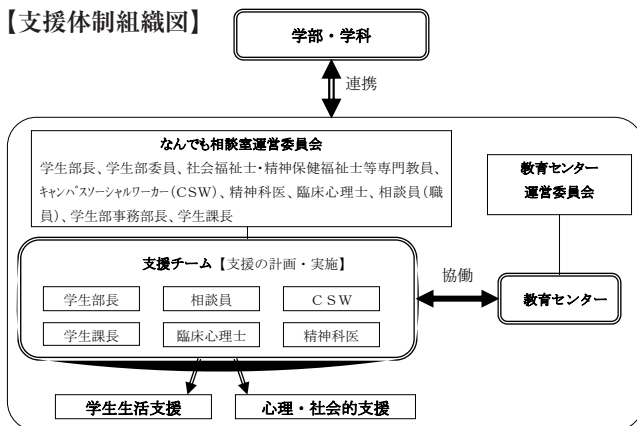 【支援体制組織図】
学部・学科
連携
なんでも相談室運営委員会
学生部長、学生部委員、社会福祉士・精神保健福祉士等専門教員、
キャンパスソーシャルワーカー(CSW)、精神科医、臨床心理士、相談員(職
員)、学生部事務部長、学生課長
教育センター
運営委員会
支援チーム【支援の計画・実施】
協働
学生部長
相談員
CSW
教育センター
学生課長
臨床心理士
精神科医
学生生活支援
心理・社会的支援